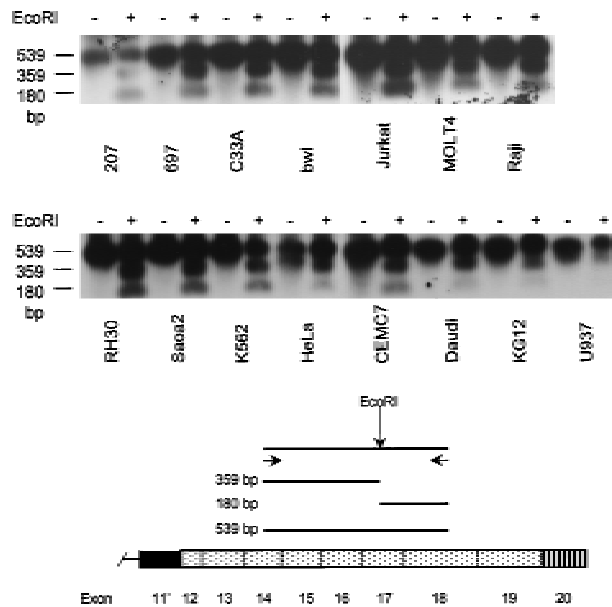 EcoRI - + - + - + - + - + - + - +
539
359
180
bp
207 697 C33A bwi Jurkat MOLT4 Raji
EcoRI - + - + - + - + - + - + - + - +
539
359
180
bp
RH30 Saos2 K562 HeLa CEMC7 Daudi KG12 U937
EcoRI
359 bp
180 bp
539 bp
Exon 11' 12 13 14 15 16 17 18 19 20